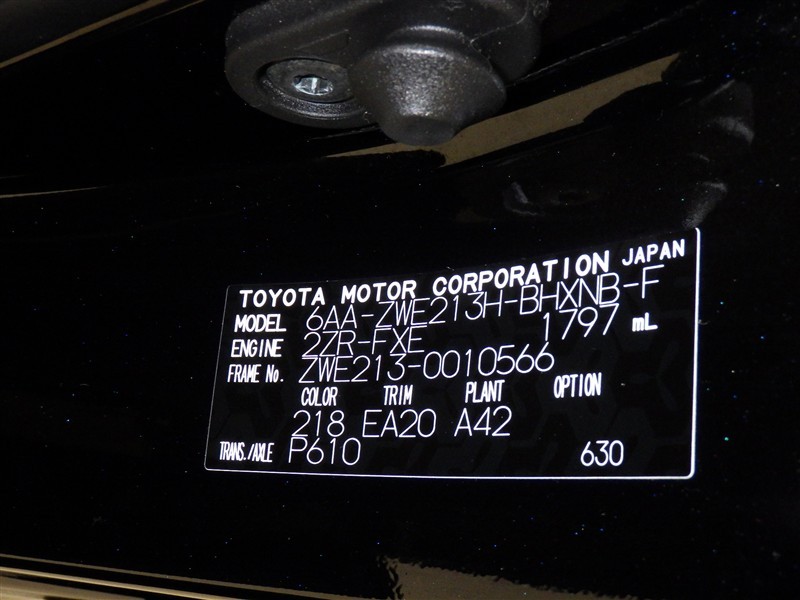 TOYOTA MOTOR CORPORATION JAPAN
MODEL 6AA-ZWE213H-BHXNB-F
ENGINE 2ZR-FXE 1797 mL
FRAME No. ZWE213-0010566
COLOR TRIM PLANT OPTION
218 EA20 A42
TRANS./AXLE P610 630